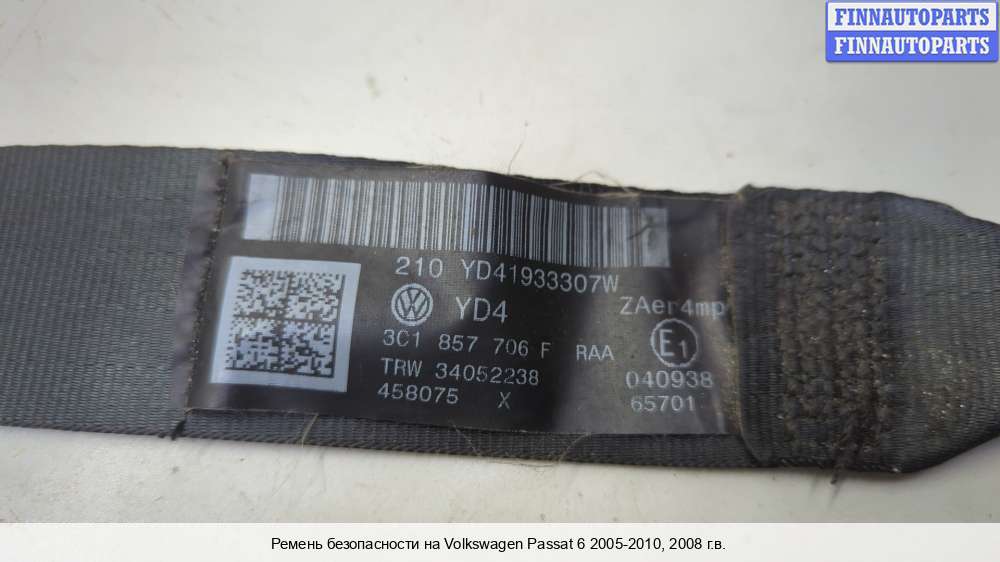 FINNAUTOPARTS
FINNAUTOPARTS
210 YD41933307W
YD4 ZAer4mp
3C1 857 706 F RAA E1
TRW 34052238 040938
458075 X 65701
Ремень безопасности на Volkswagen Passat 6 2005-2010, 2008 г.в.